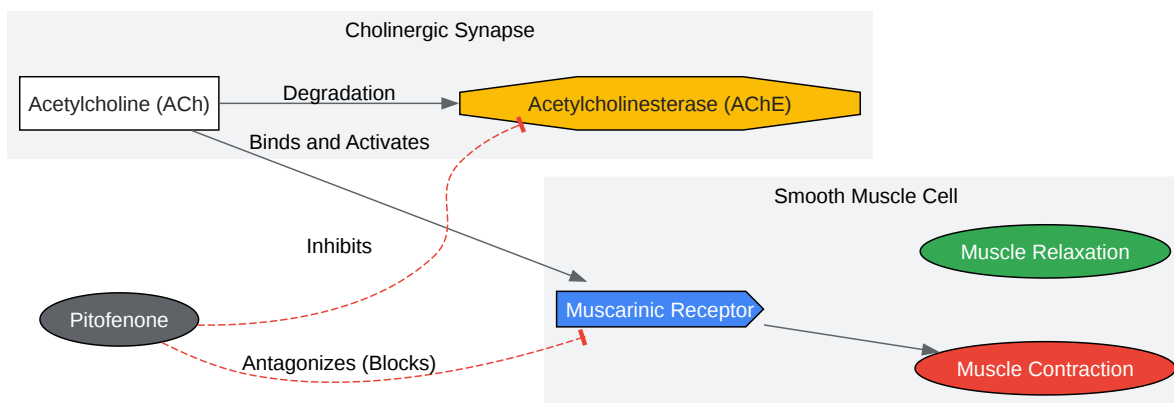 Cholinergic Synapse
Acetylcholine (ACh)
Degradation
Acetylcholinesterase (AChE)
Binds and Activates
Smooth Muscle Cell
Inhibits
Muscle Relaxation
Pitofenone
Muscarinic Receptor
Antagonizes (Blocks)
Muscle Contraction